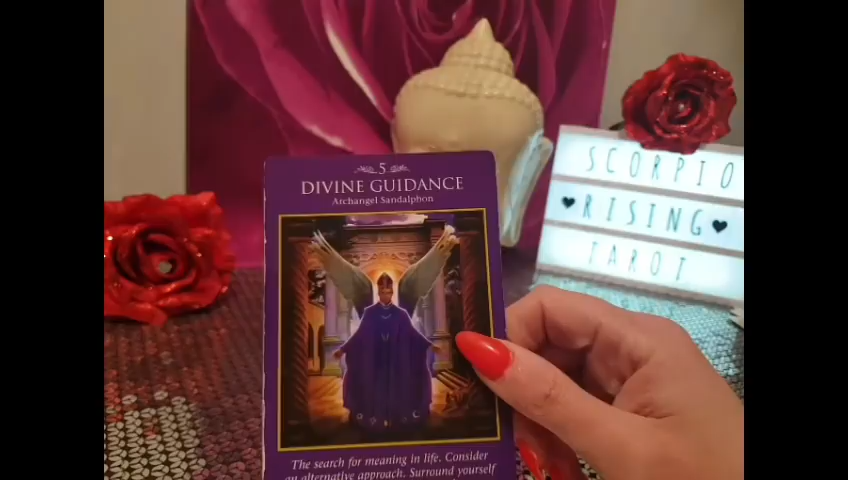 5
DIVINE GUIDANCE
Archangel Sandalphon
The search for meaning in life. Consider
an alternative approach. Surround yourself
SCORPIO
♥RISING♥
TAROT